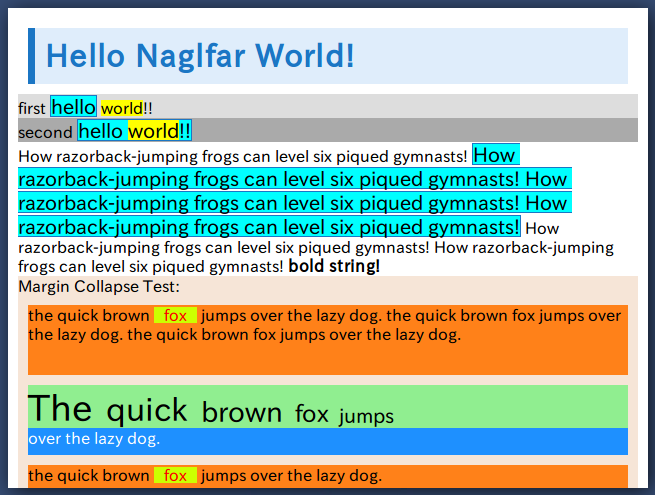 Hello Naglfar World!
first hello world!!
second hello world!!
How razorback-jumping frogs can level six piqued gymnasts! How
razorback-jumping frogs can level six piqued gymnasts! How
razorback-jumping frogs can level six piqued gymnasts! How
razorback-jumping frogs can level six piqued gymnasts! How
razorback-jumping frogs can level six piqued gymnasts! How razorback-jumping
frogs can level six piqued gymnasts! bold string!
Margin Collapse Test:
the quick brown fox jumps over the lazy dog. the quick brown fox jumps over
the lazy dog. the quick brown fox jumps over the lazy dog.
The quick brown fox jumps
over the lazy dog.
the quick brown fox jumps over the lazy dog.